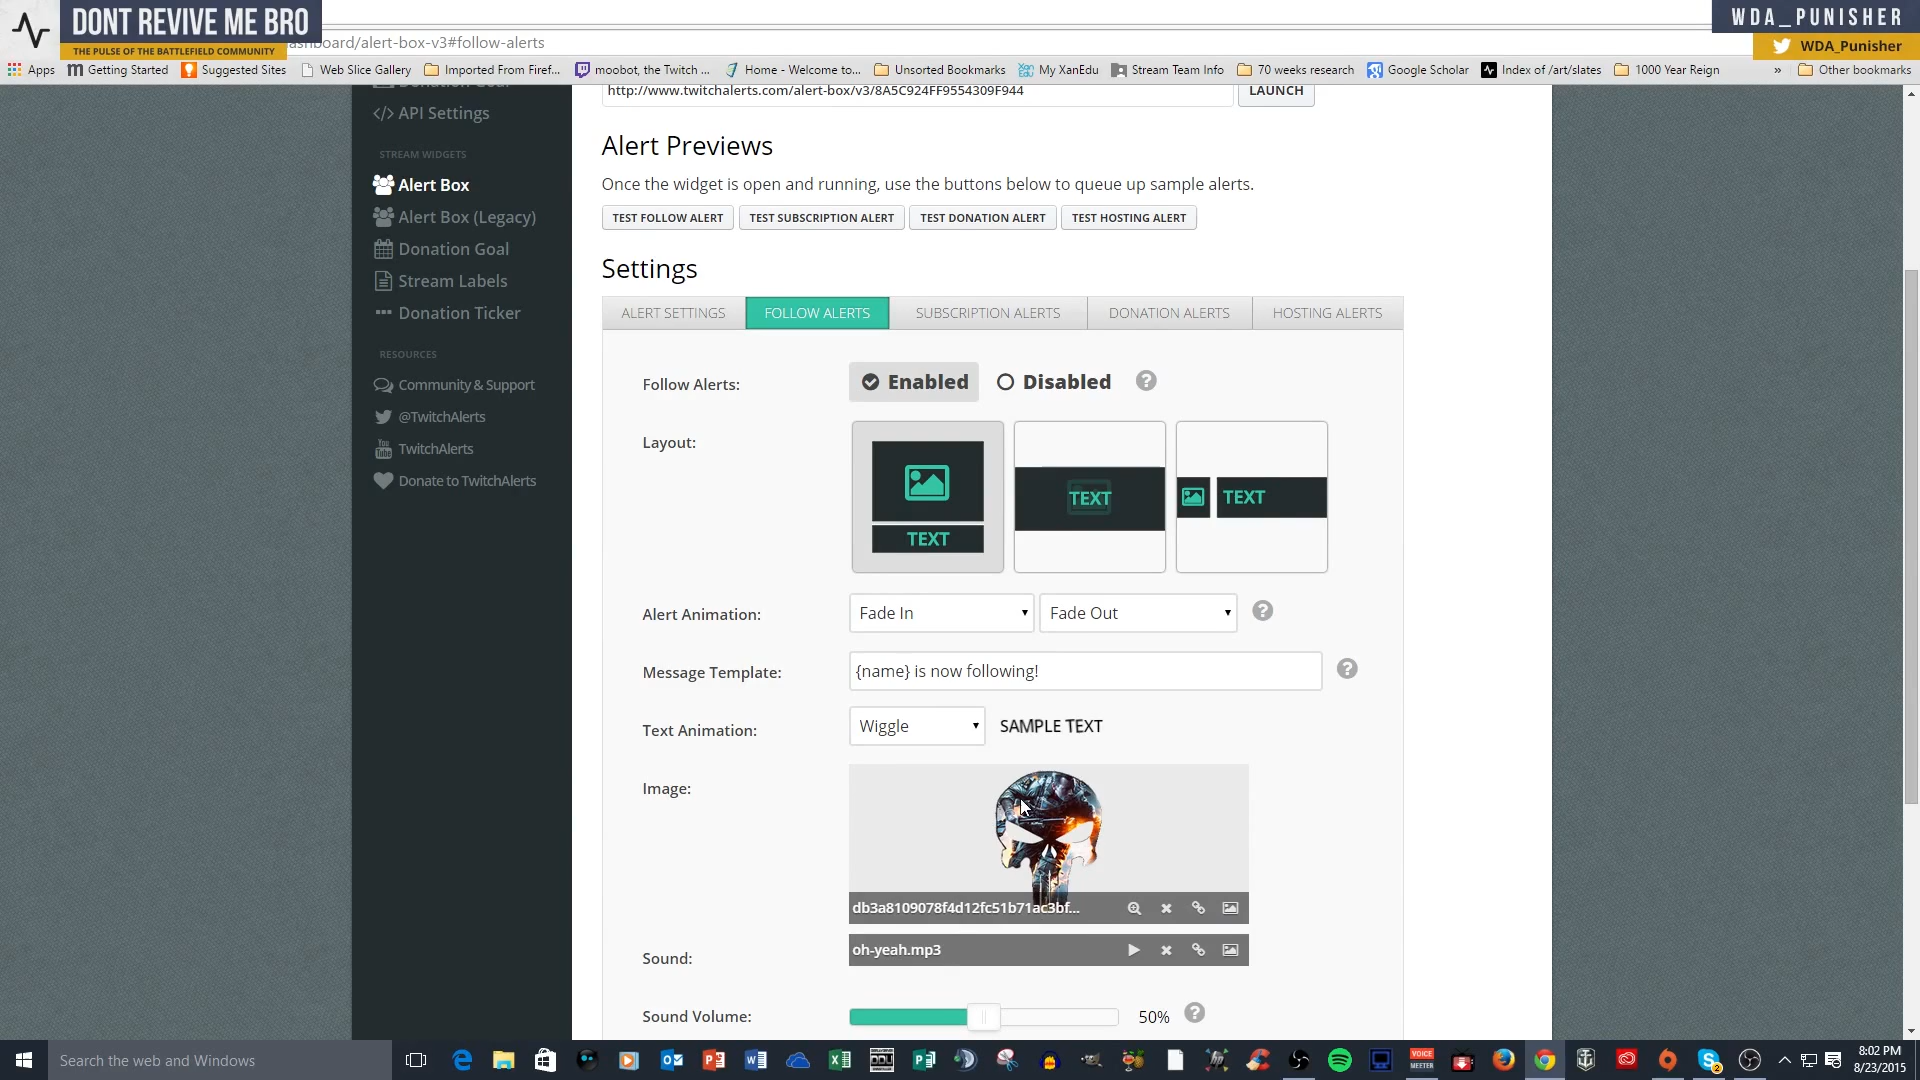 DONT REVIVE ME BRO
THE PULSE OF THE BATTLEFIELD COMMUNITY
WDA_PUNISHER
WDA_Punisher
ashboard/alert-box-v3#follow-alerts
Apps
Getting Started
Suggested Sites
Web Slice Gallery
Imported From Firef...
moobot, the Twitch ...
Home - Welcome to...
Unsorted Bookmarks
My XanEdu
Stream Team Info
70 weeks research
Google Scholar
Index of /art/slates
1000 Year Reign
»
Other bookmarks
Donation Goal
</> API Settings
STREAM WIDGETS
Alert Box
Alert Box (Legacy)
Donation Goal
Stream Labels
Donation Ticker
RESOURCES
Community & Support
@TwitchAlerts
TwitchAlerts
Donate to TwitchAlerts
http://www.twitchalerts.com/alert-box/v3/8A5C924FF9554309F944
LAUNCH
Alert Previews
Once the widget is open and running, use the buttons below to queue up sample alerts.
TEST FOLLOW ALERT
TEST SUBSCRIPTION ALERT
TEST DONATION ALERT
TEST HOSTING ALERT
Settings
ALERT SETTINGS
FOLLOW ALERTS
SUBSCRIPTION ALERTS
DONATION ALERTS
HOSTING ALERTS
Follow Alerts:
Enabled
Disabled
?
Layout:
TEXT
TEXT
TEXT
Alert Animation:
Fade In
Fade Out
?
Message Template:
{name} is now following!
?
Text Animation:
Wiggle
SAMPLE TEXT
Image:
db3a8109078f4d12fc51b71ac3bf...
Sound:
oh-yeah.mp3
Sound Volume:
50%
?
Search the web and Windows
VOICE
MEETER
2
8:02 PM
8/23/2015